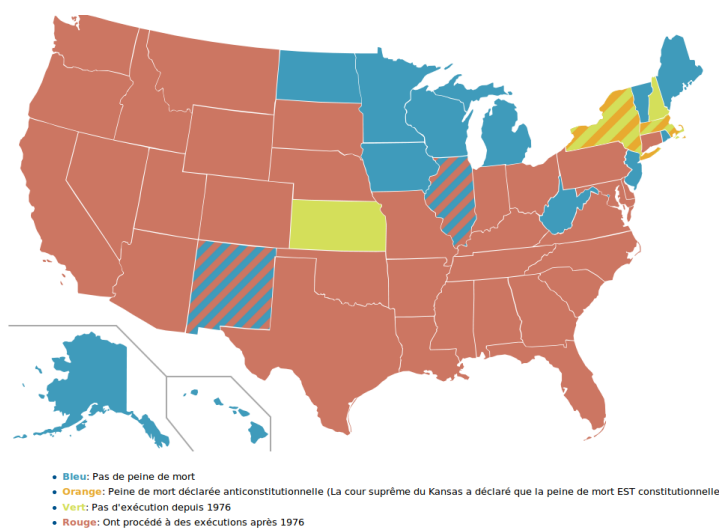 Bleu: Pas de peine de mort
Orange: Peine de mort déclarée anticonstitutionnelle (La cour suprême du Kansas a déclaré que la peine de mort EST constitutionnelle
Vert: Pas d'exécution depuis 1976
Rouge: Ont procédé à des exécutions après 1976